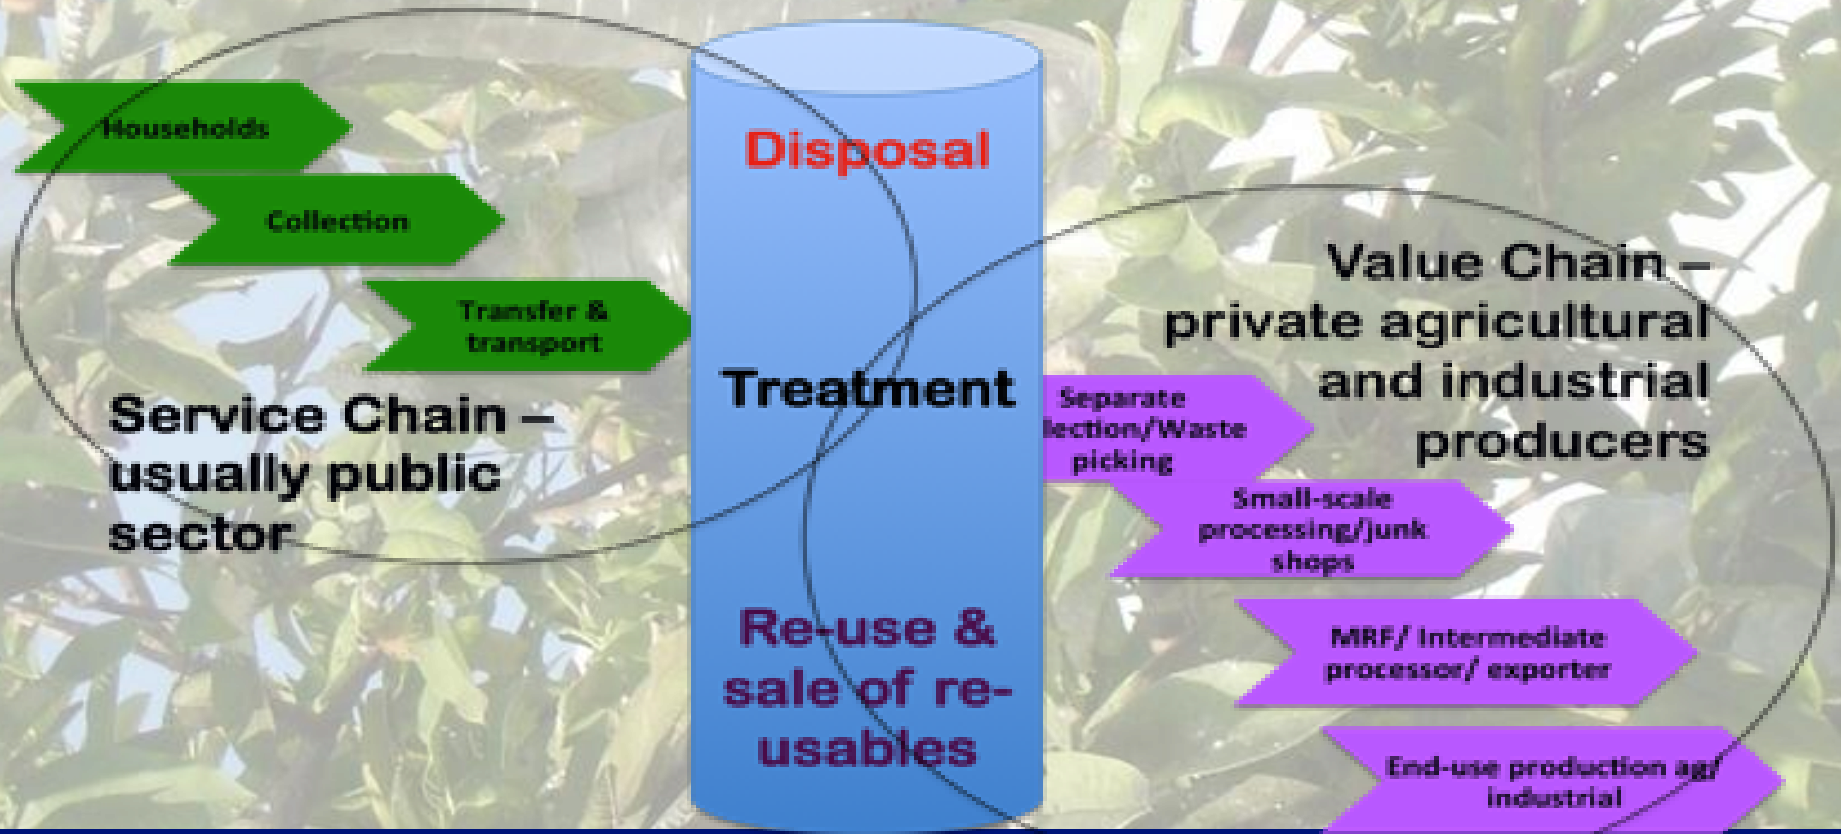 Households
Collection
Transfer &
transport
Service Chain –
usually public
sector
Disposal
Treatment
Re-use &
sale of re-
usables
Value Chain –
private agricultural
and industrial
producers
Separate
lection/Waste
picking
Small-scale
processing/junk
shops
MRF/ Intermediate
processor/ exporter
End-use production ag/
industrial